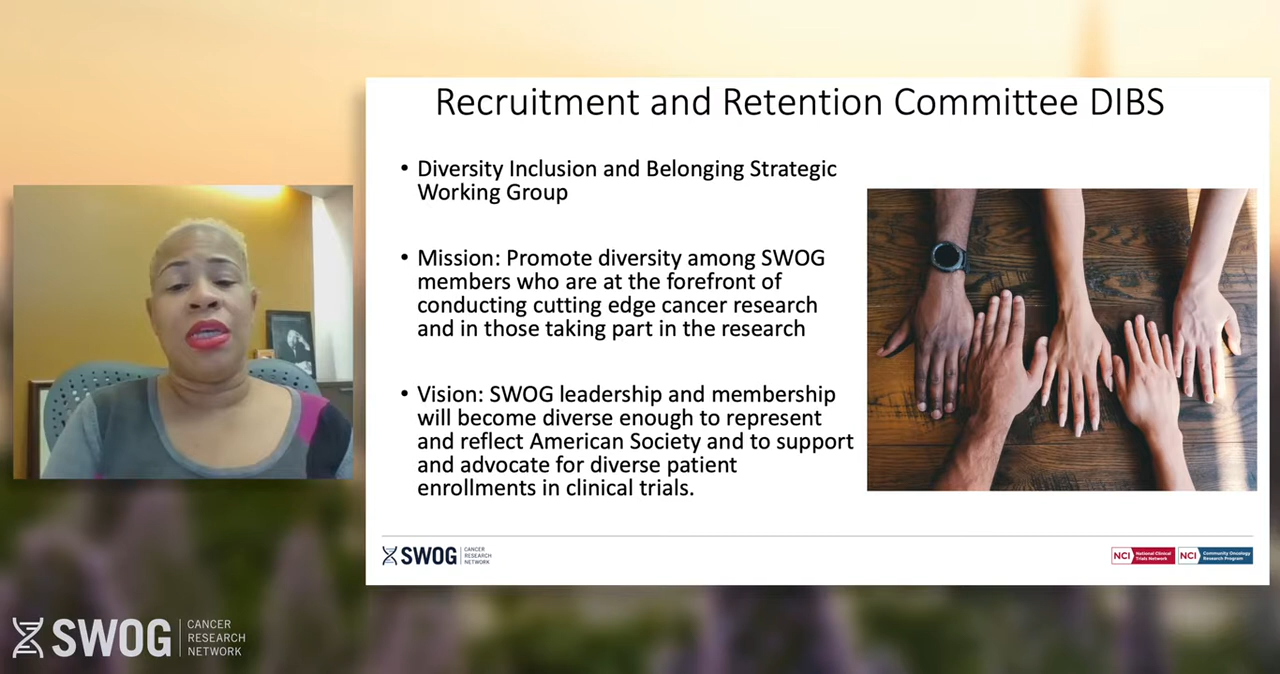 Recruitment and Retention Committee DIBS
• Diversity Inclusion and Belonging Strategic
Working Group
• Mission: Promote diversity among SWOG
members who are at the forefront of
conducting cutting edge cancer research
and in those taking part in the research
• Vision: SWOG leadership and membership
will become diverse enough to represent
and reflect American Society and to support
and advocate for diverse patient
enrollments in clinical trials.
SWOG
CANCER
RESEARCH
NETWORK
NCI
National Clinical
Trials Network
NCI
Community Oncology
Research Program
SWOG
CANCER
RESEARCH
NETWORK